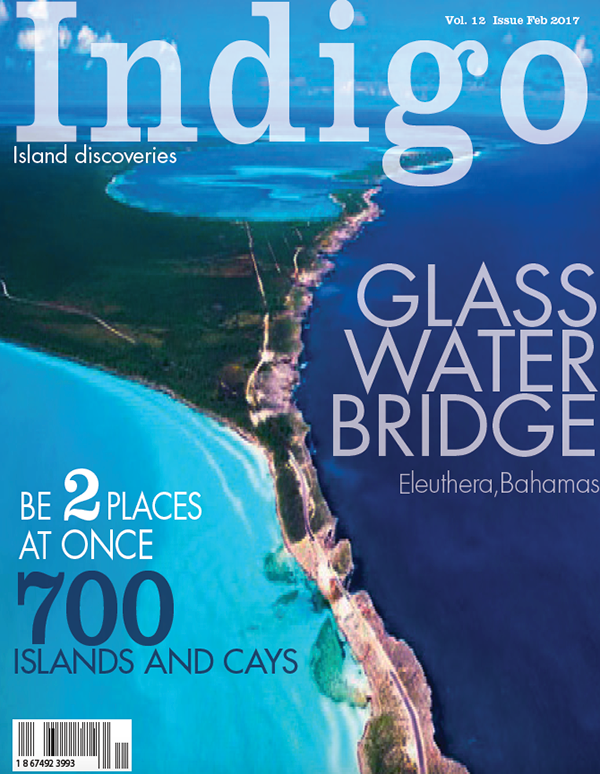 Vol. 12 Issue Feb 2017
Indigo
Island discoveries
GLASS
WATER
BRIDGE
Eleuthera,Bahamas
BE 2 PLACES
AT ONCE
700
ISLANDS AND CAYS
1 8 67492 3993